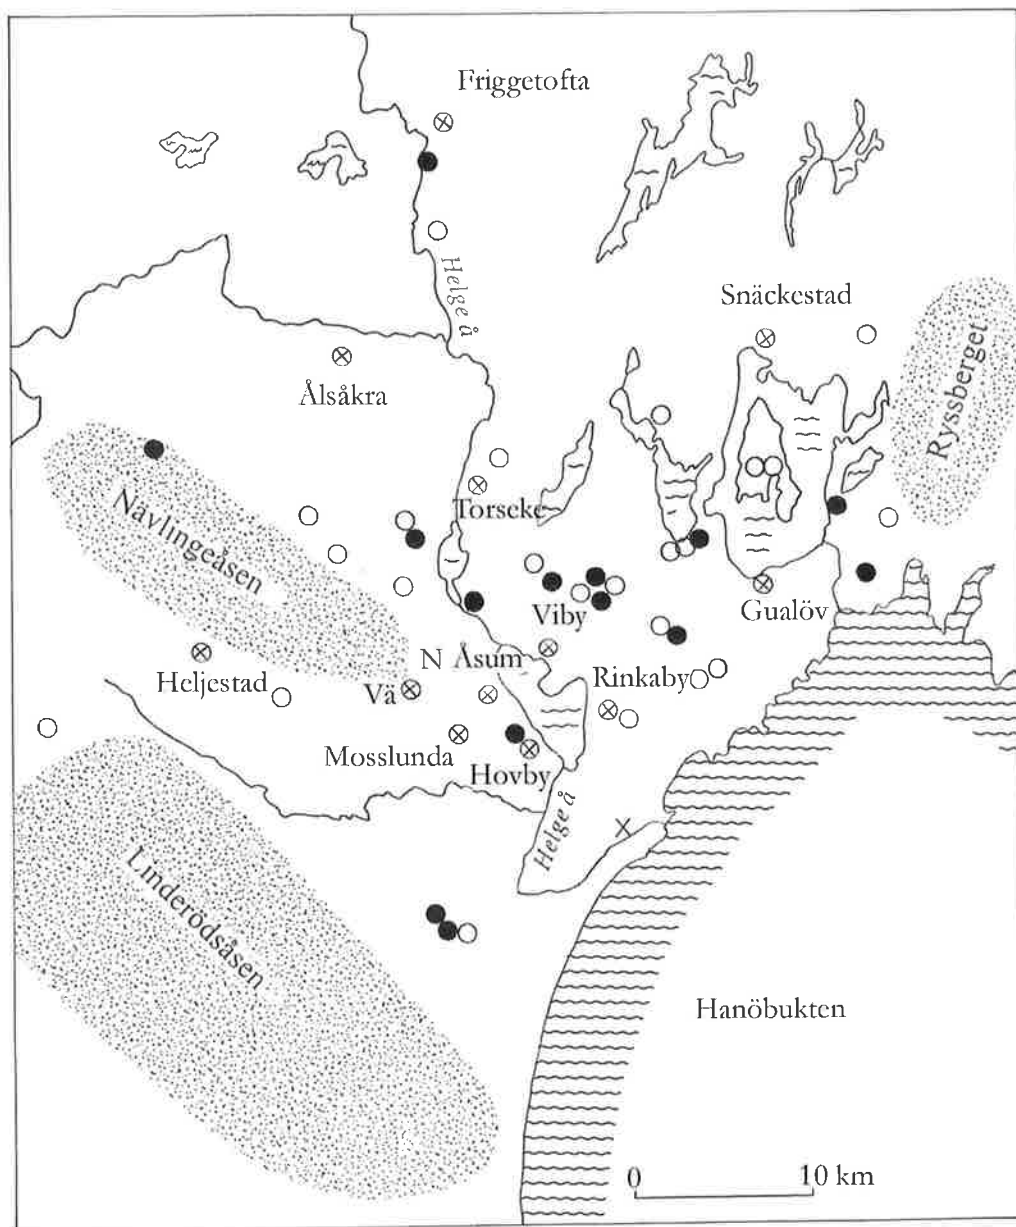 Friggetofta
Helge å
Snäckestad
Ryssberget
Ålsåkra
Torseke
Nävlingeåsen
Viby
Gualöv
N Åsum
Rinkaby
Heljestad
Vä
Mosslunda
Hovby
Helge å
X
Linderödsåsen
Hanöbukten
0 10 km